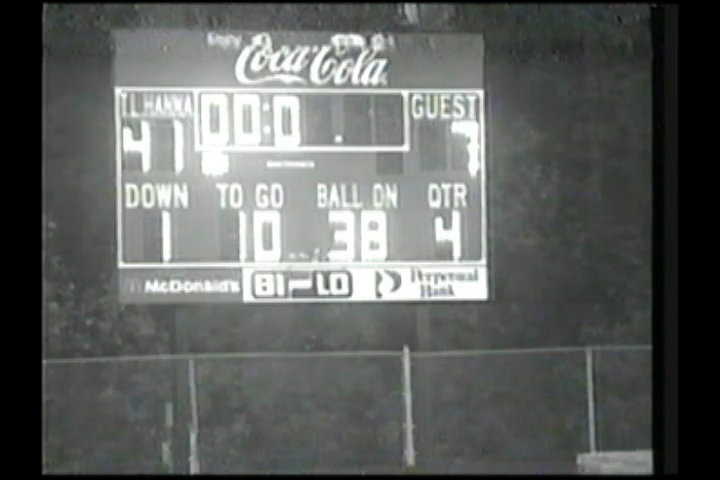 Enjoy
Coca-Cola
T.L. HANNA 00:0 GUEST
41 7
DOWN TO GO BALL ON QTR
1 10 38 4
McDonald's BI-LO Perpetual
Bank